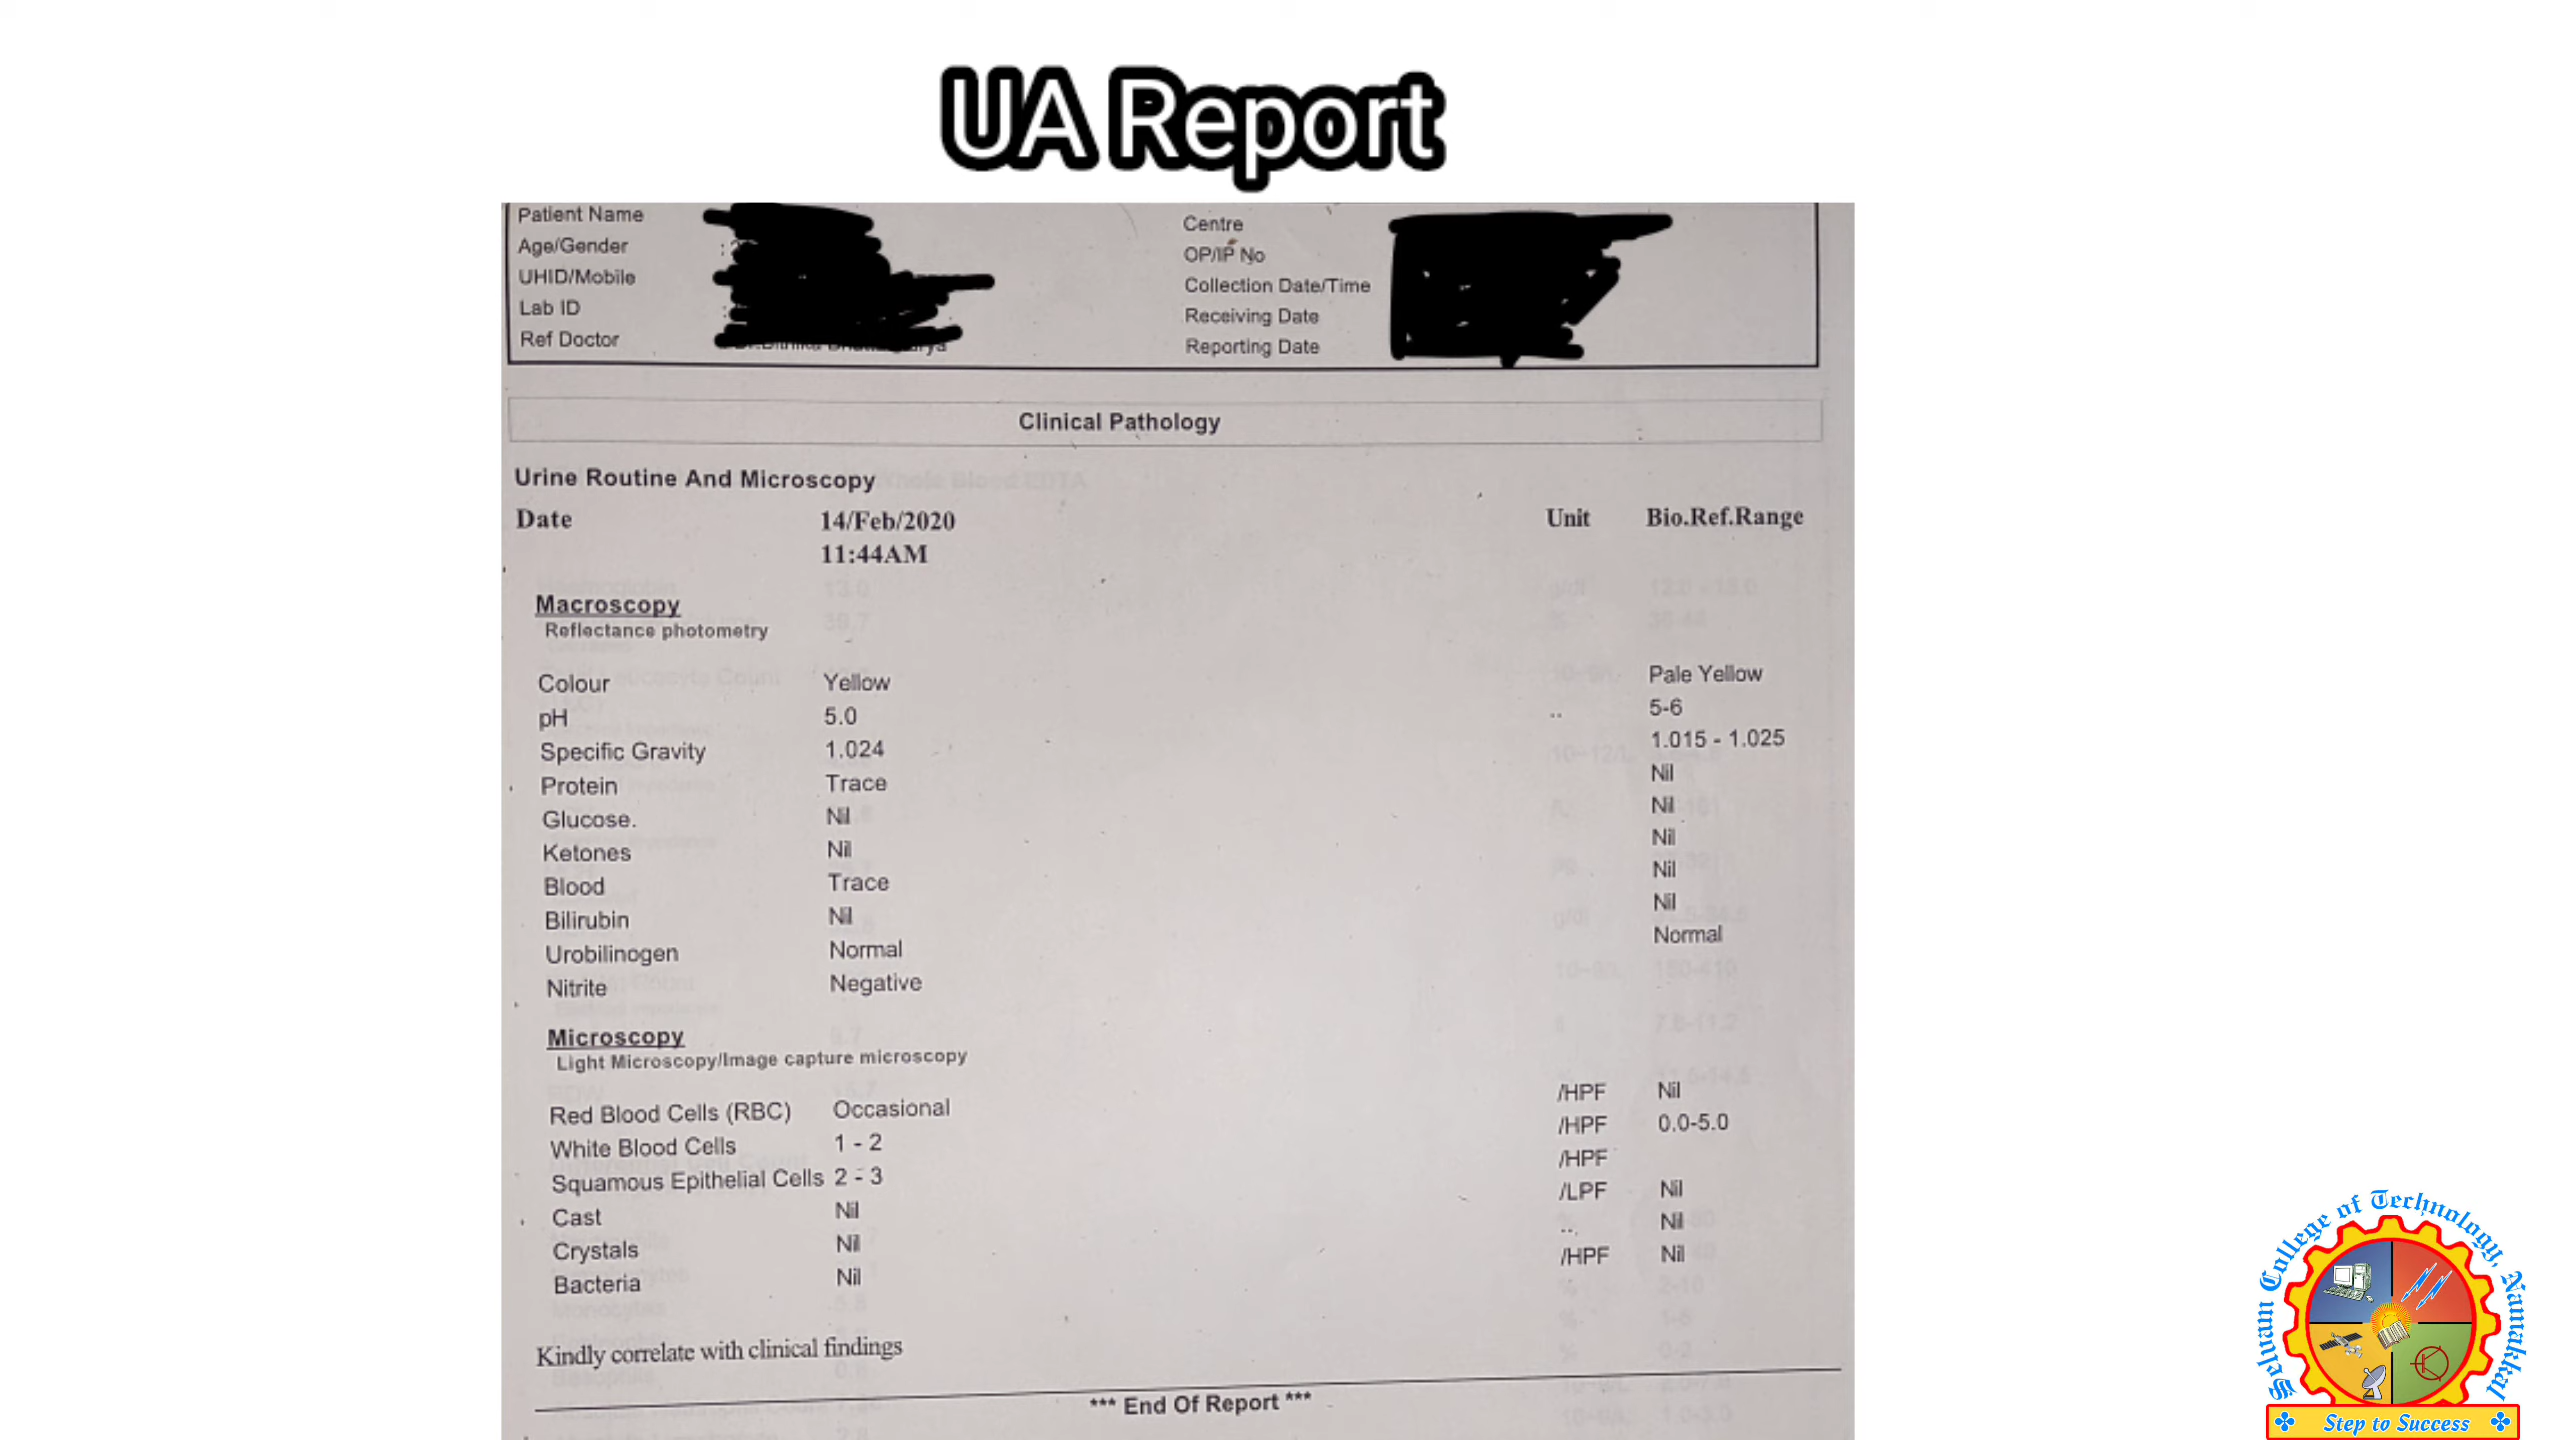 UA Report
Patient Name
Age/Gender
UHID/Mobile
Lab ID
Ref Doctor
Centre
OP/IP No
Collection Date/Time
Receiving Date
Reporting Date
Clinical Pathology
Urine Routine And Microscopy
Date 14/Feb/2020 Unit Bio.Ref.Range
11:44AM
Macroscopy
Reflectance photometry
Colour Yellow Pale Yellow
pH 5.0 .. 5-6
Specific Gravity 1.024 1.015 - 1.025
Protein Trace Nil
Glucose. Nil Nil
Ketones Nil Nil
Blood Trace Nil
Bilirubin Nil Nil
Urobilinogen Normal Normal
Nitrite Negative
Microscopy
Light Microscopy/Image capture microscopy
Red Blood Cells (RBC) Occasional /HPF Nil
White Blood Cells 1 - 2 /HPF 0.0-5.0
Squamous Epithelial Cells 2 - 3 /HPF
Cast Nil /LPF Nil
Crystals Nil .. Nil
Bacteria Nil /HPF Nil
Kindly correlate with clinical findings
*** End Of Report ***
Selvam College of Technology, Namakkal
Step to Success